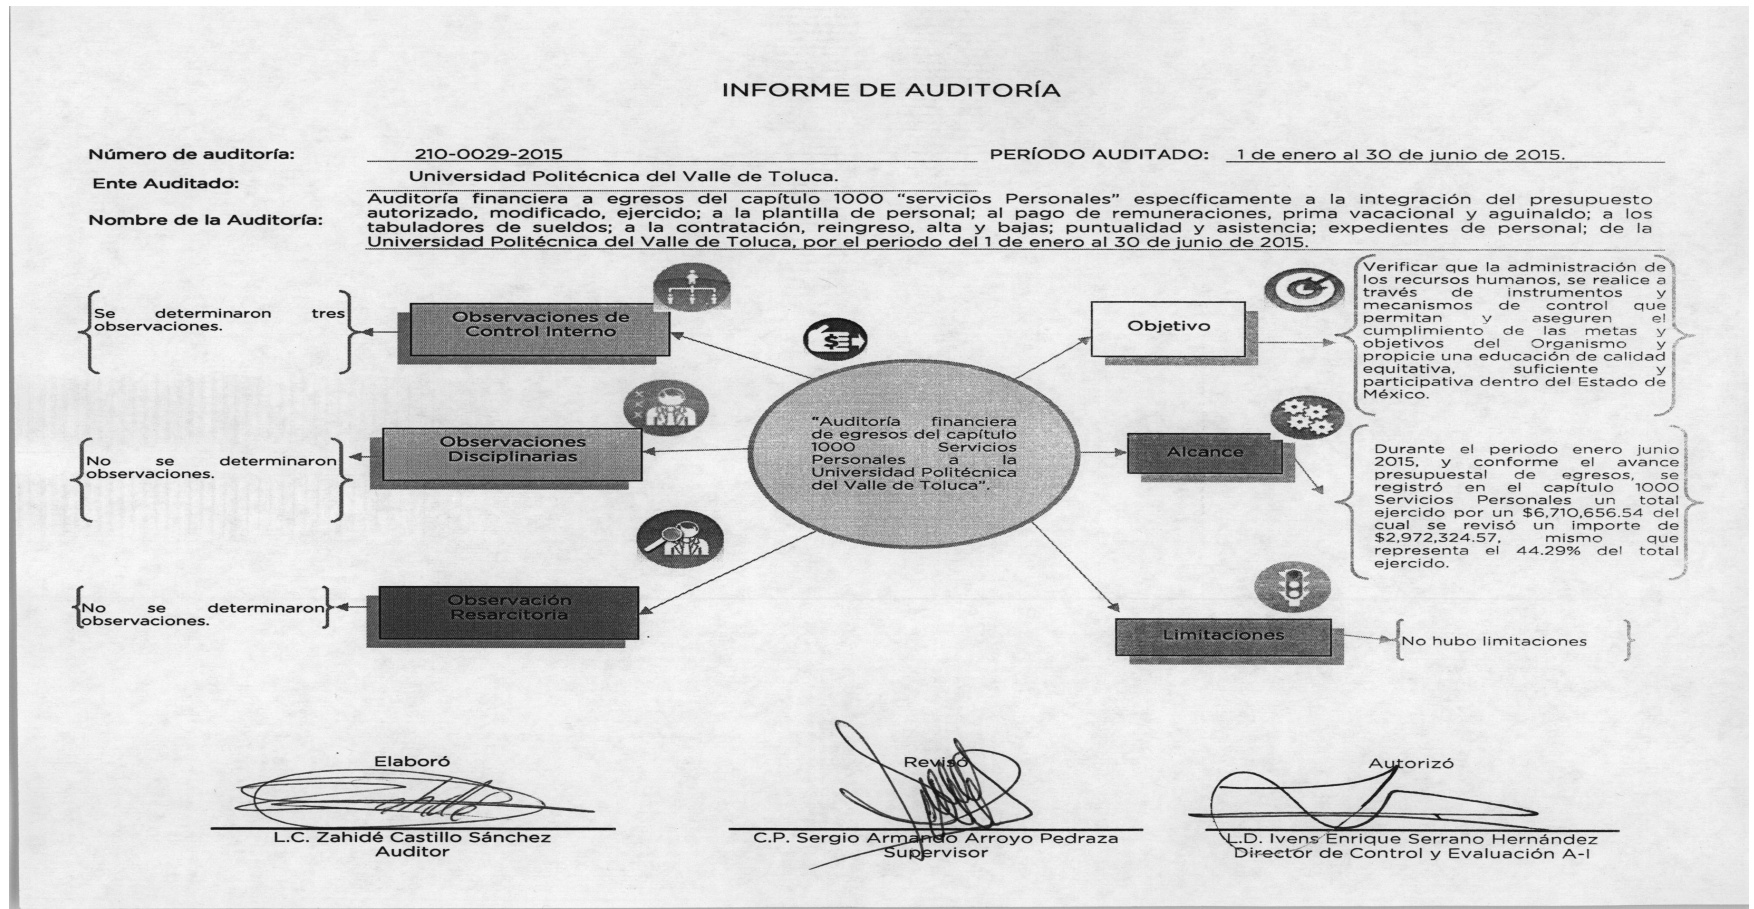 INFORME DE AUDITORÍA
Número de auditoría: 210-0029-2015 PERÍODO AUDITADO: 1 de enero al 30 de junio de 2015.
Ente Auditado: Universidad Politécnica del Valle de Toluca.
Nombre de la Auditoría:
Auditoría financiera a egresos del capítulo 1000 “servicios Personales” específicamente a la integración del presupuesto
autorizado, modificado, ejercido; a la plantilla de personal; al pago de remuneraciones, prima vacacional y aguinaldo; a los
tabuladores de sueldos; a la contratación, reingreso, alta y bajas; puntualidad y asistencia; expedientes de personal; de la
Universidad Politécnica del Valle de Toluca, por el periodo del 1 de enero al 30 de junio de 2015.
Se determinaron tres
observaciones.
Observaciones de
Control Interno
No se determinaron
observaciones.
Observaciones
Disciplinarias
No se determinaron
observaciones.
Observación
Resarcitoria
$
"Auditoría financiera
de egresos del capítulo
1000 Servicios
Personales a la
Universidad Politécnica
del Valle de Toluca".
Objetivo
Verificar que la administración de
los recursos humanos, se realice a
través de instrumentos y
mecanismos de control que
permitan y aseguren el
cumplimiento de las metas y
objetivos del Organismo y
propicie una educación de calidad
equitativa, suficiente y
participativa dentro del Estado de
México.
Alcance
Durante el periodo enero junio
2015, y conforme el avance
presupuestal de egresos, se
registró en el capítulo 1000
Servicios Personales un total
ejercido por un $6,710,656.54 del
cual se revisó un importe de
$2,972,324.57, mismo que
representa el 44.29% del total
ejercido.
Limitaciones
No hubo limitaciones
Elaboró
L.C. Zahidé Castillo Sánchez
Auditor
Revisó
C.P. Sergio Armando Arroyo Pedraza
Supervisor
Autorizó
L.D. Ivens Enrique Serrano Hernández
Director de Control y Evaluación A-I